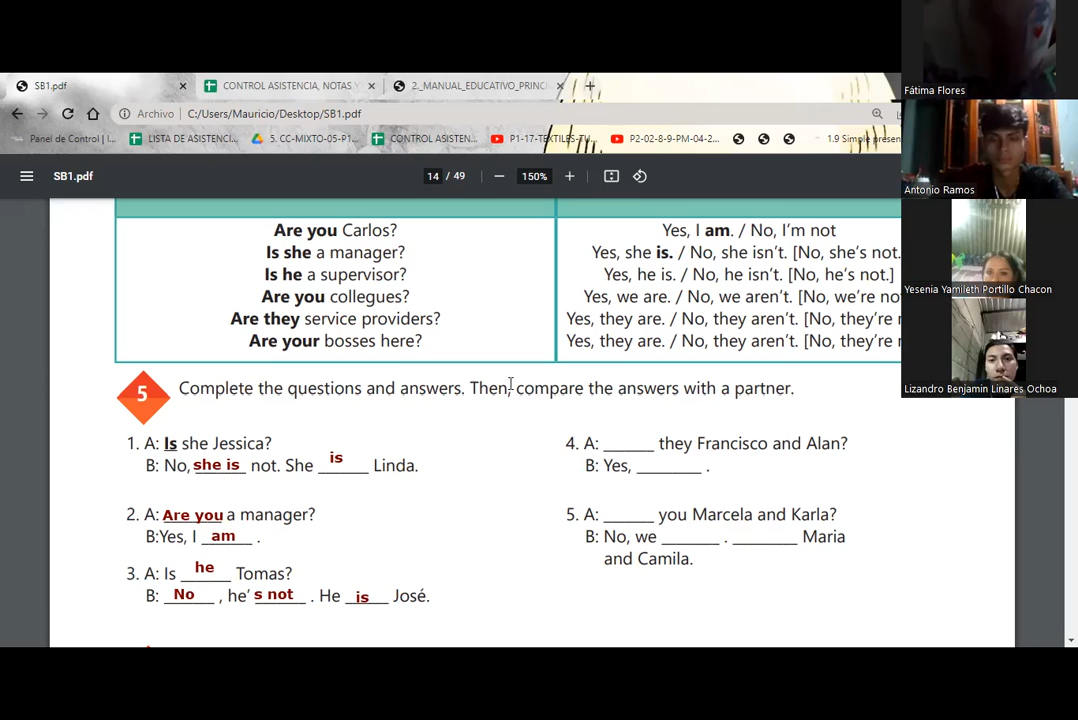 SB1.pdf
CONTROL ASISTENCIA, NOTAS Y
2._MANUAL_EDUCATIVO_PRINCI
Archivo
C:/Users/Mauricio/Desktop/SB1.pdf
Panel de Control | I...
LISTA DE ASISTENCI...
5. CC-MIXTO-05-P1...
CONTROL ASISTEN...
P1-17-TEXTILES-TV...
P2-02-8-9-PM-04-2...
1.9 Simple presen
SB1.pdf
14 / 49
150%
Are you Carlos?
Yes, I am. / No, I'm not
Is she a manager?
Yes, she is. / No, she isn't. [No, she's not.
Is he a supervisor?
Yes, he is. / No, he isn't. [No, he's not.]
Are you collegues?
Yes, we are. / No, we aren't. [No, we're no
Are they service providers?
Yes, they are. / No, they aren't. [No, they're
Are your bosses here?
Yes, they are. / No, they aren't. [No, they're
5 Complete the questions and answers. Then, compare the answers with a partner.
1. A: Is she Jessica?
B: No, she is not. She is Linda.
2. A: Are you a manager?
B:Yes, I am .
3. A: Is he Tomas?
B: No , he' s not . He is José.
4. A: ______ they Francisco and Alan?
B: Yes, ________ .
5. A: ______ you Marcela and Karla?
B: No, we _______ . ________ Maria
and Camila.
Fátima Flores
Antonio Ramos
Yesenia Yamileth Portillo Chacon
Lizandro Benjamin Linares Ochoa